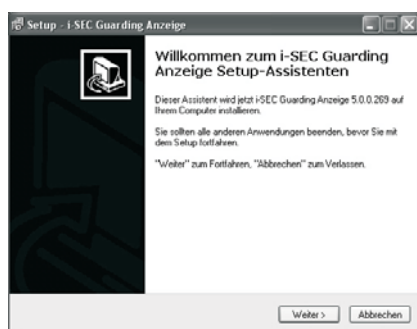 Setup - i-SEC Guarding Anzeige
Willkommen zum i-SEC Guarding
Anzeige Setup-Assistenten
Dieser Assistent wird jetzt i-SEC Guarding Anzeige 5.0.0.269 auf
Ihrem Computer installieren.
Sie sollten alle anderen Anwendungen beenden, bevor Sie mit
dem Setup fortfahren.
"Weiter" zum Fortfahren, "Abbrechen" zum Verlassen.
Weiter >
Abbrechen